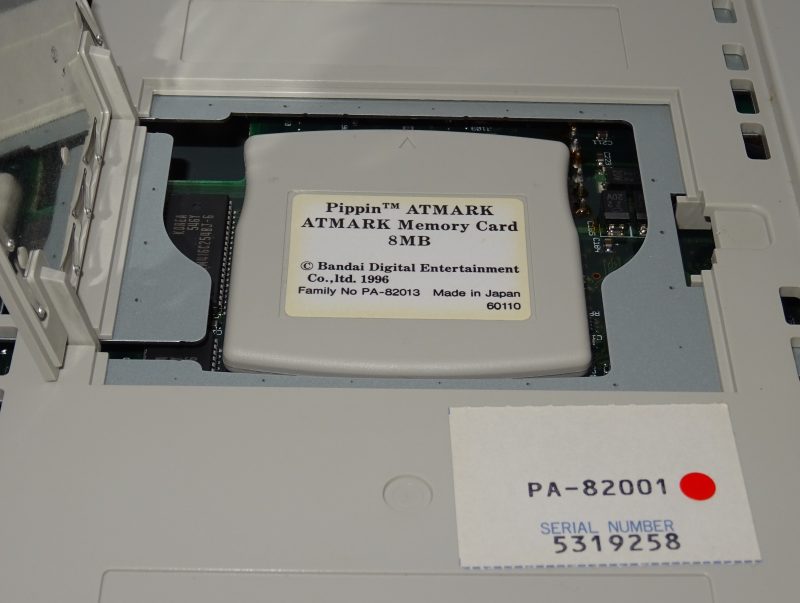 Pippin™ ATMARK
ATMARK Memory Card
8MB
© Bandai Digital Entertainment
Co.,ltd. 1996
Family No PA-82013 Made in Japan
60110
KOREA
PA-82001
SERIAL NUMBER
5319258